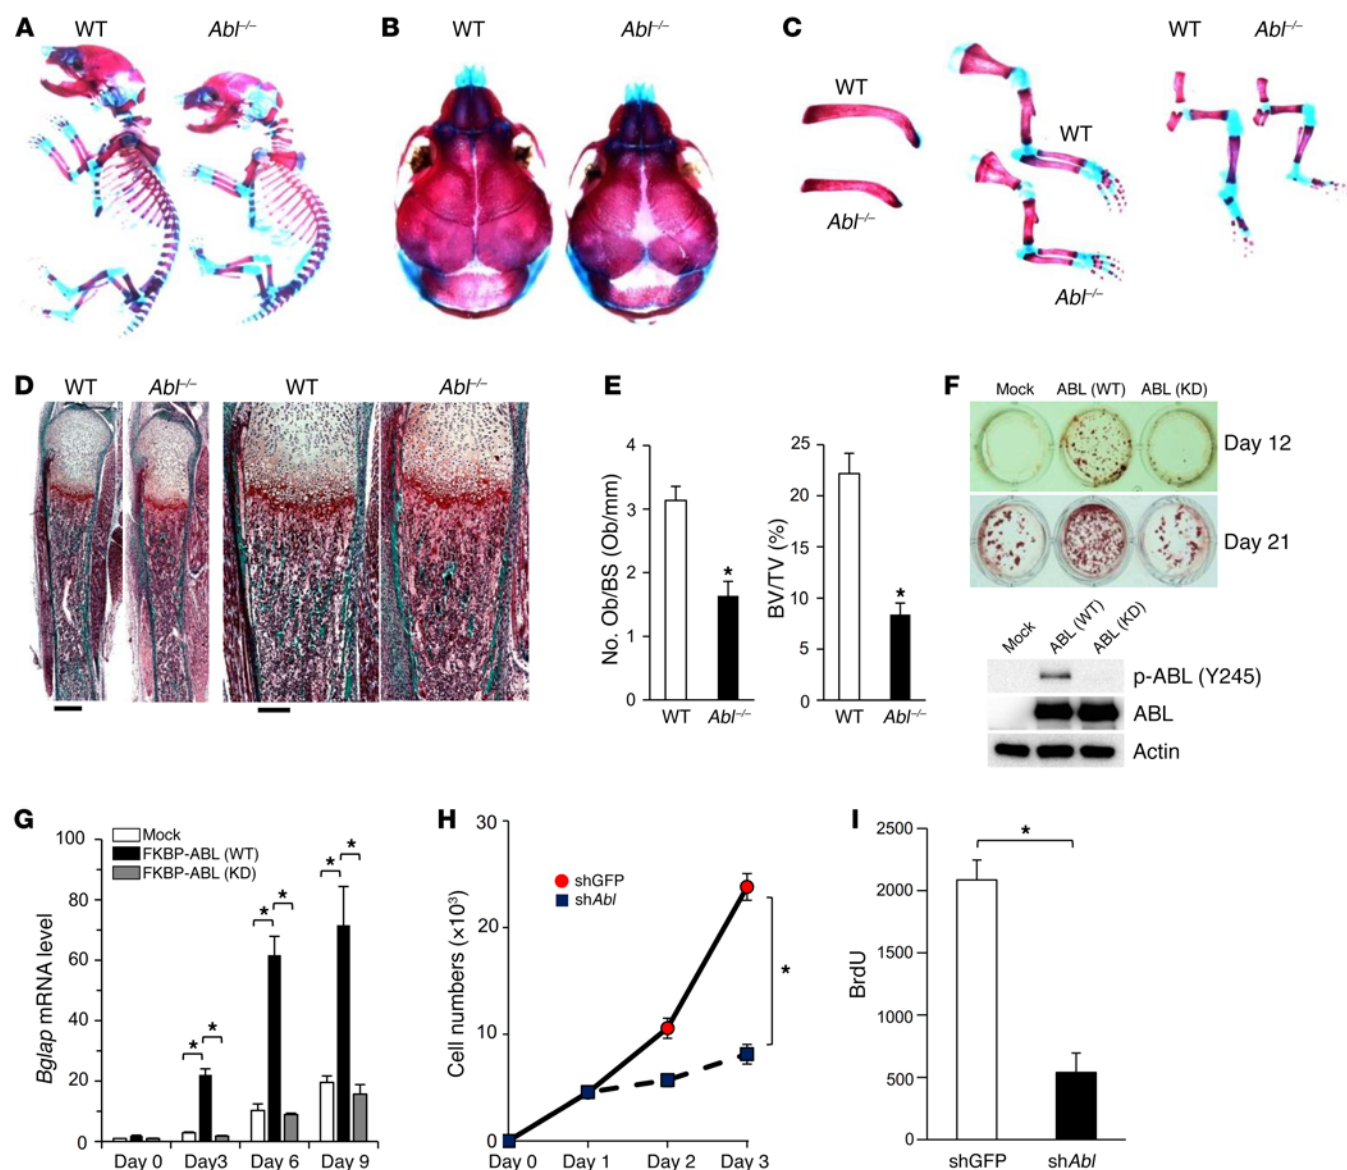 A WT Abl–/– B WT Abl–/– C WT Abl–/–
WT
WT
Abl–/–
Abl–/–
D WT Abl–/– WT Abl–/–
E
No. Ob/BS (Ob/mm)
4
3
2
1
0
*
WT Abl–/–
BV/TV (%)
25
22
20
15
10
5
0
*
WT Abl–/–
F
Mock ABL (WT) ABL (KD)
Day 12
Day 21
Mock ABL (WT) ABL (KD)
p-ABL (Y245)
ABL
Actin
G
Mock
FKBP-ABL (WT)
FKBP-ABL (KD)
Bglap mRNA level
100
80
60
40
20
0
* * * * * *
Day 0 Day3 Day 6 Day 9
H
shGFP
shAbl
Cell numbers (×10³)
30
20
10
0
*
Day 0 Day 1 Day 2 Day 3
I
BrdU
2500
2000
1500
1000
500
0
*
shGFP shAbl